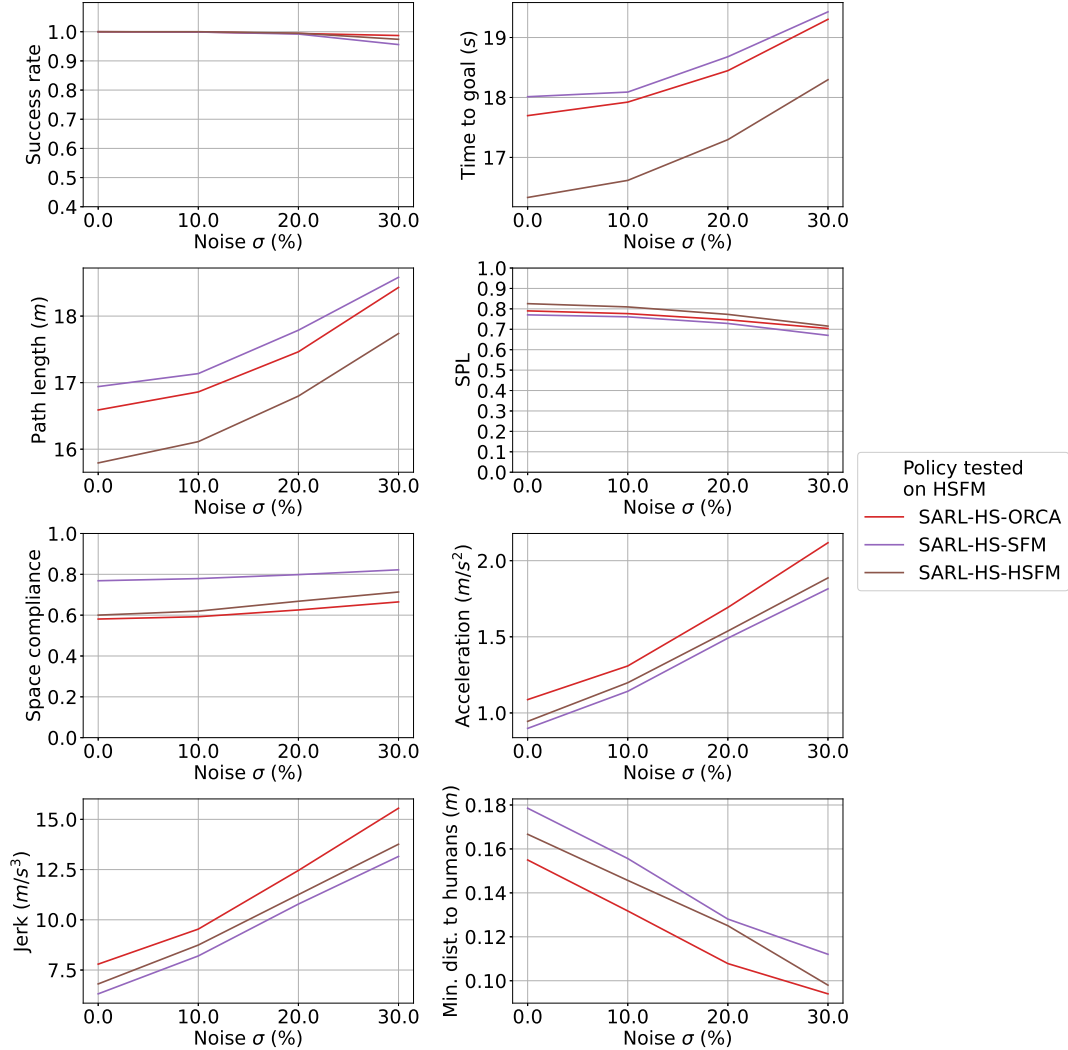 Success rate
1.0
0.9
0.8
0.7
0.6
0.5
0.4
0.0 10.0 20.0 30.0
Noise σ (%)
Time to goal (s)
19
18
17
0.0 10.0 20.0 30.0
Noise σ (%)
Path length (m)
18
17
16
0.0 10.0 20.0 30.0
Noise σ (%)
SPL
1.0
0.9
0.8
0.7
0.6
0.5
0.4
0.3
0.2
0.1
0.0
0.0 10.0 20.0 30.0
Noise σ (%)
Policy tested
on HSFM
SARL-HS-ORCA
SARL-HS-SFM
SARL-HS-HSFM
Space compliance
1.0
0.8
0.6
0.4
0.2
0.0
0.0 10.0 20.0 30.0
Noise σ (%)
Acceleration (m/s²)
2.0
1.5
1.0
0.0 10.0 20.0 30.0
Noise σ (%)
Jerk (m/s³)
15.0
12.5
10.0
7.5
0.0 10.0 20.0 30.0
Noise σ (%)
Min. dist. to humans (m)
0.18
0.16
0.14
0.12
0.10
0.0 10.0 20.0 30.0
Noise σ (%)